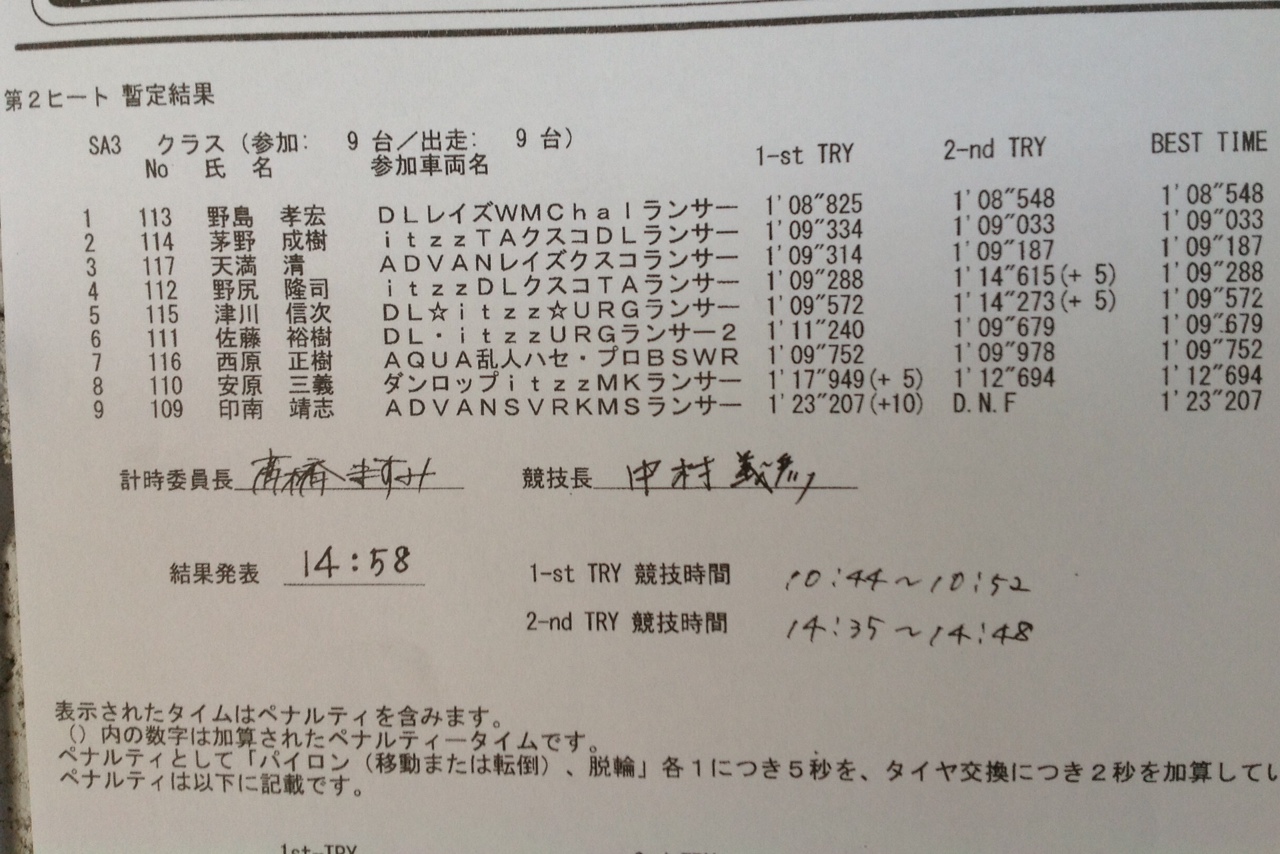 第2ヒート 暫定結果
SA3 クラス (参加: 9 台/出走: 9 台)
No 氏 名 参加車両名 1-st TRY 2-nd TRY BEST TIME
1 113 野島 孝宏 DLレイズWMChalランサー 1'08"825 1'08"548 1'08"548
2 114 茅野 成樹 itzzTAクスコDLランサー 1'09"334 1'09"033 1'09"033
3 117 天満 清 ADVANレイズクスコランサー 1'09"314 1'09"187 1'09"187
4 112 野尻 隆司 itzzDLクスコTAランサー 1'09"288 1'14"615(+ 5) 1'09"288
5 115 津川 信次 DL☆itzz☆URGランサー 1'09"572 1'14"273(+ 5) 1'09"572
6 111 佐藤 裕樹 DL・itzzURGランサー2 1'11"240 1'09"679 1'09"679
7 116 西原 正樹 AQUA乱人ハセ・プロBSWR 1'09"752 1'09"978 1'09"752
8 110 安原 三義 ダンロップitzzMKランサー 1'17"949(+ 5) 1'12"694 1'12"694
9 109 印南 靖志 ADVANSVRKMSランサー 1'23"207(+10) D.N.F 1'23"207
計時委員長 高橋ますみ 競技長 中村
結果発表 14:58 1-st TRY 競技時間 10:44~10:52
2-nd TRY 競技時間 14:35~14:48
表示されたタイムはペナルティを含みます。
()内の数字は加算されたペナルティータイムです。
ペナルティとして「パイロン(移動または転倒)、脱輪」各1につき5秒を、タイヤ交換につき2秒を加算してい
ペナルティは以下に記載です。
1st-TRY